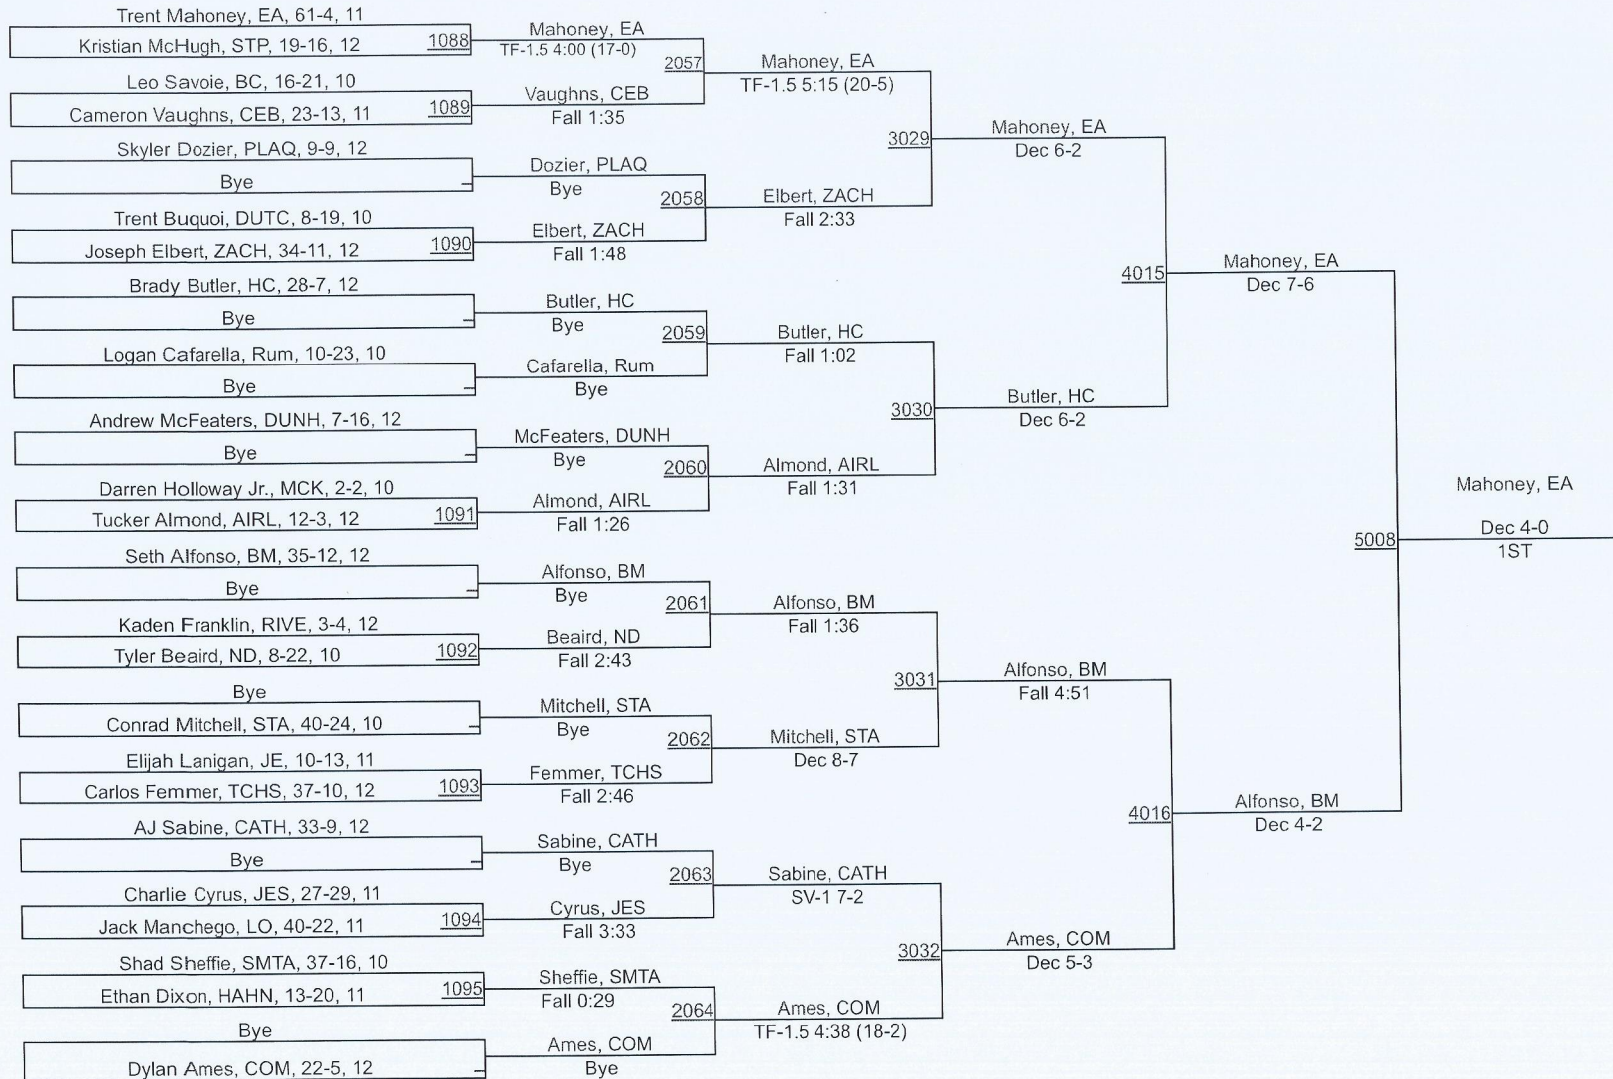 Trent Mahoney, EA, 61-4, 11
Kristian McHugh, STP, 19-16, 12 1088
Mahoney, EA
TF-1.5 4:00 (17-0)
2057
Mahoney, EA
TF-1.5 5:15 (20-5)
Leo Savoie, BC, 16-21, 10
Cameron Vaughns, CEB, 23-13, 11 1089
Vaughns, CEB
Fall 1:35
3029
Mahoney, EA
Dec 6-2
Skyler Dozier, PLAQ, 9-9, 12
Bye
Dozier, PLAQ
Bye
2058
Elbert, ZACH
Fall 2:33
Trent Buquoi, DUTC, 8-19, 10
Joseph Elbert, ZACH, 34-11, 12 1090
Elbert, ZACH
Fall 1:48
4015
Mahoney, EA
Dec 7-6
Brady Butler, HC, 28-7, 12
Bye
Butler, HC
Bye
2059
Butler, HC
Fall 1:02
Logan Cafarella, Rum, 10-23, 10
Bye
Cafarella, Rum
Bye
3030
Butler, HC
Dec 6-2
Andrew McFeaters, DUNH, 7-16, 12
Bye
McFeaters, DUNH
Bye
2060
Almond, AIRL
Fall 1:31
Darren Holloway Jr., MCK, 2-2, 10
Tucker Almond, AIRL, 12-3, 12 1091
Almond, AIRL
Fall 1:26
5008
Mahoney, EA
Dec 4-0
1ST
Seth Alfonso, BM, 35-12, 12
Bye
Alfonso, BM
Bye
2061
Alfonso, BM
Fall 1:36
Kaden Franklin, RIVE, 3-4, 12
Tyler Beaird, ND, 8-22, 10 1092
Beaird, ND
Fall 2:43
3031
Alfonso, BM
Fall 4:51
Bye
Conrad Mitchell, STA, 40-24, 10
Mitchell, STA
Bye
2062
Mitchell, STA
Dec 8-7
Elijah Lanigan, JE, 10-13, 11
Carlos Femmer, TCHS, 37-10, 12 1093
Femmer, TCHS
Fall 2:46
4016
Alfonso, BM
Dec 4-2
AJ Sabine, CATH, 33-9, 12
Bye
Sabine, CATH
Bye
2063
Sabine, CATH
SV-1 7-2
Charlie Cyrus, JES, 27-29, 11
Jack Manchego, LO, 40-22, 11 1094
Cyrus, JES
Fall 3:33
3032
Ames, COM
Dec 5-3
Shad Sheffie, SMTA, 37-16, 10
Ethan Dixon, HAHN, 13-20, 11 1095
Sheffie, SMTA
Fall 0:29
2064
Ames, COM
TF-1.5 4:38 (18-2)
Bye
Dylan Ames, COM, 22-5, 12
Ames, COM
Bye